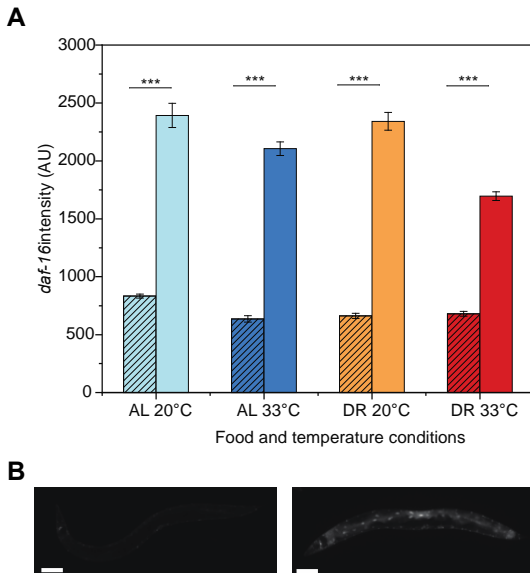 A
3000
2500
2000
1500
1000
500
0
daf-16intensity (AU)
*** *** *** ***
AL 20°C AL 33°C DR 20°C DR 33°C
Food and temperature conditions
B